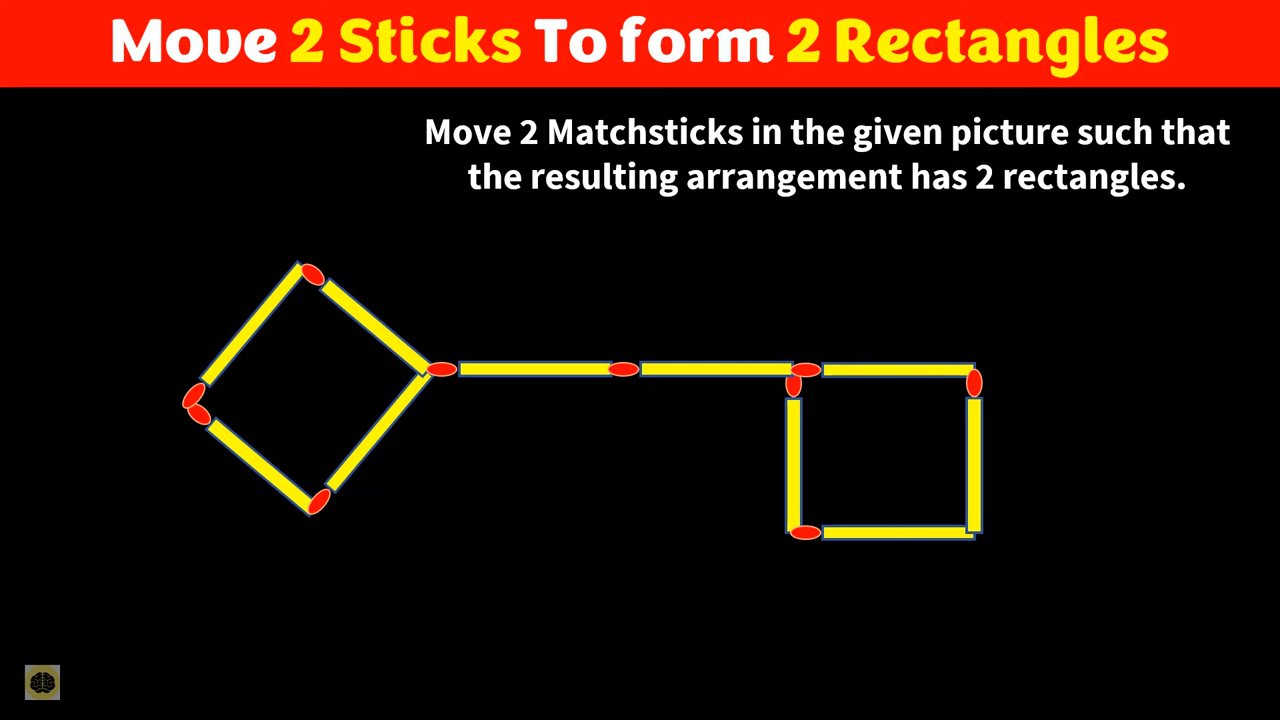 Move 2 Sticks To form 2 Rectangles
Move 2 Matchsticks in the given picture such that
the resulting arrangement has 2 rectangles.